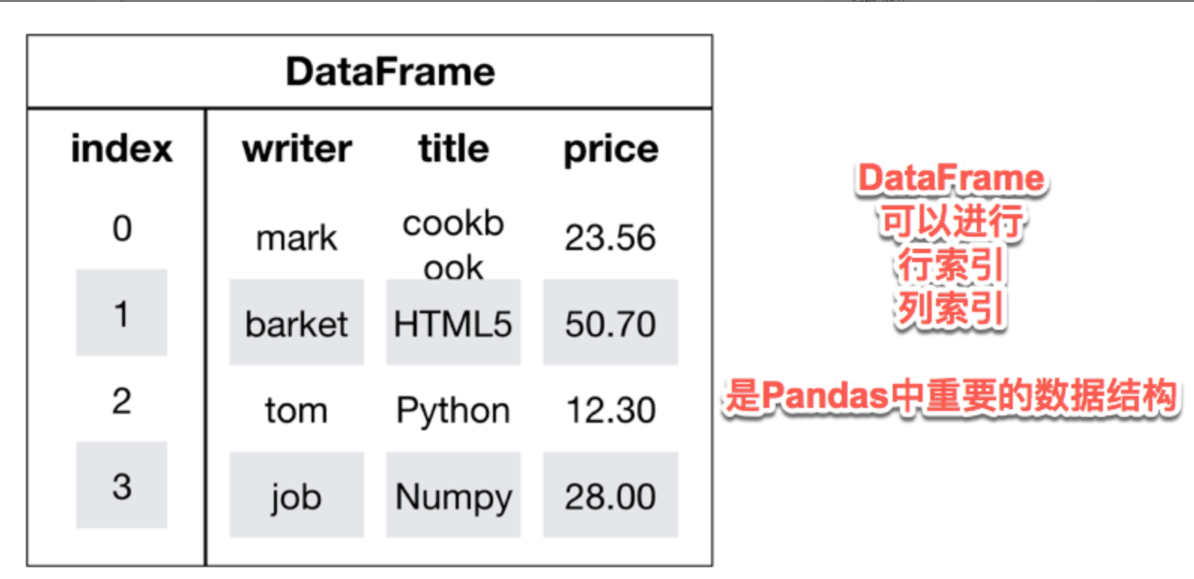 DataFrame
index writer title price
0 mark cookb
ook 23.56
1 barket HTML5 50.70
2 tom Python 12.30
3 job Numpy 28.00
DataFrame
可以进行
行索引
列索引
是Pandas中重要的数据结构